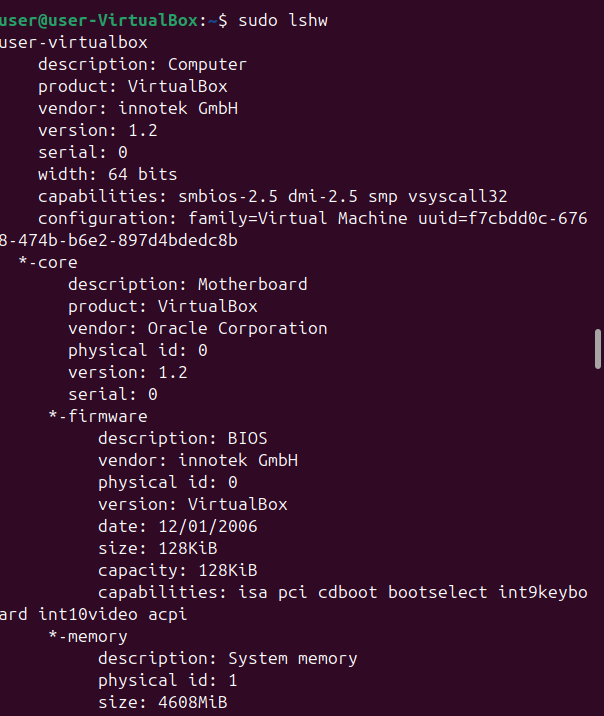 user@user-VirtualBox:~$ sudo lshw
user-virtualbox
    description: Computer
    product: VirtualBox
    vendor: innotek GmbH
    version: 1.2
    serial: 0
    width: 64 bits
    capabilities: smbios-2.5 dmi-2.5 smp vsyscall32
    configuration: family=Virtual Machine uuid=f7cbdd0c-676
8-474b-b6e2-897d4bdedc8b
  *-core
       description: Motherboard
       product: VirtualBox
       vendor: Oracle Corporation
       physical id: 0
       version: 1.2
       serial: 0
     *-firmware
          description: BIOS
          vendor: innotek GmbH
          physical id: 0
          version: VirtualBox
          date: 12/01/2006
          size: 128KiB
          capacity: 128KiB
          capabilities: isa pci cdboot bootselect int9keybo
ard int10video acpi
     *-memory
          description: System memory
          physical id: 1
          size: 4608MiB